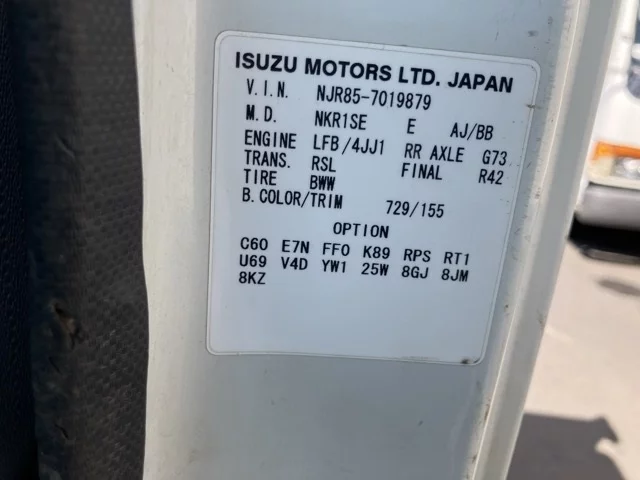 ISUZU MOTORS LTD. JAPAN
V. I. N. NJR85-7019879
M. D. NKR1SE E AJ/BB
ENGINE LFB/4JJ1 RR AXLE G73
TRANS. RSL FINAL R42
TIRE BWW
B. COLOR/TRIM 729/155
OPTION
C60 E7N FF0 K89 RPS RT1
U69 V4D YW1 25W 8GJ 8JM
8KZ